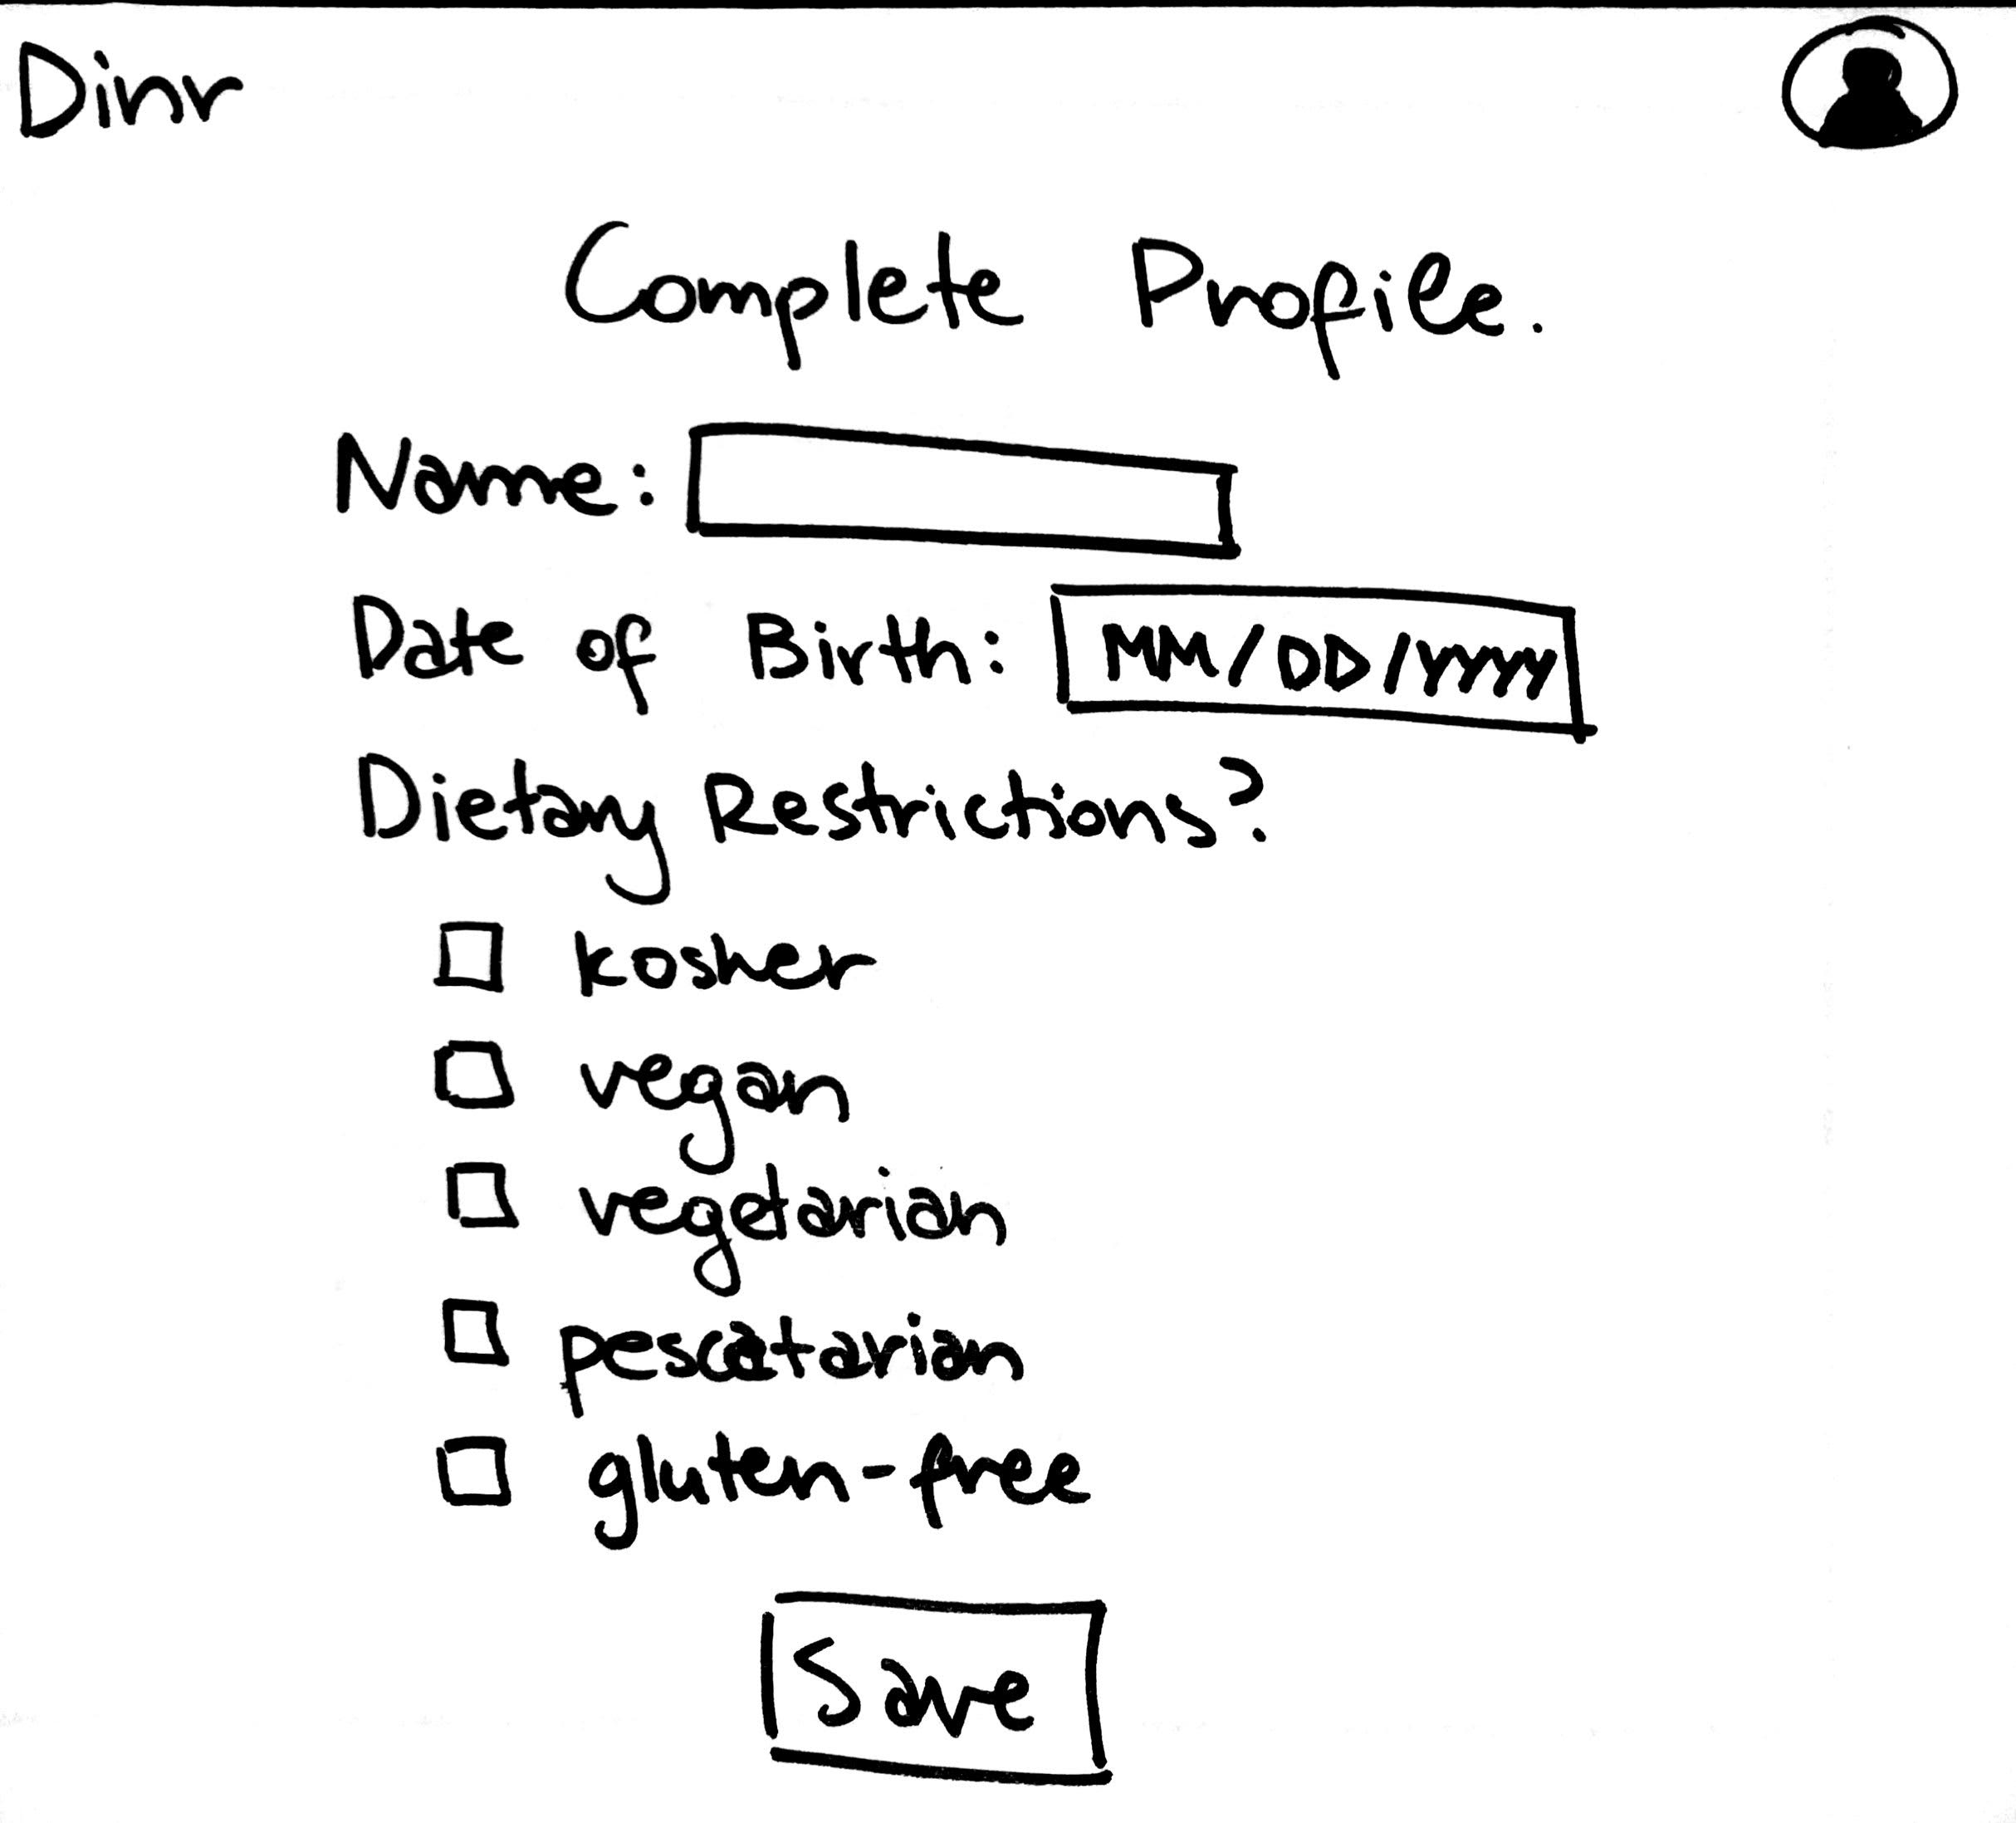 Dinr
Complete Profile.
Name:
Date of Birth: MM/DD/YYYY
Dietary Restrictions?
kosher
vegan
vegetarian
pescatarian
gluten-free
Save